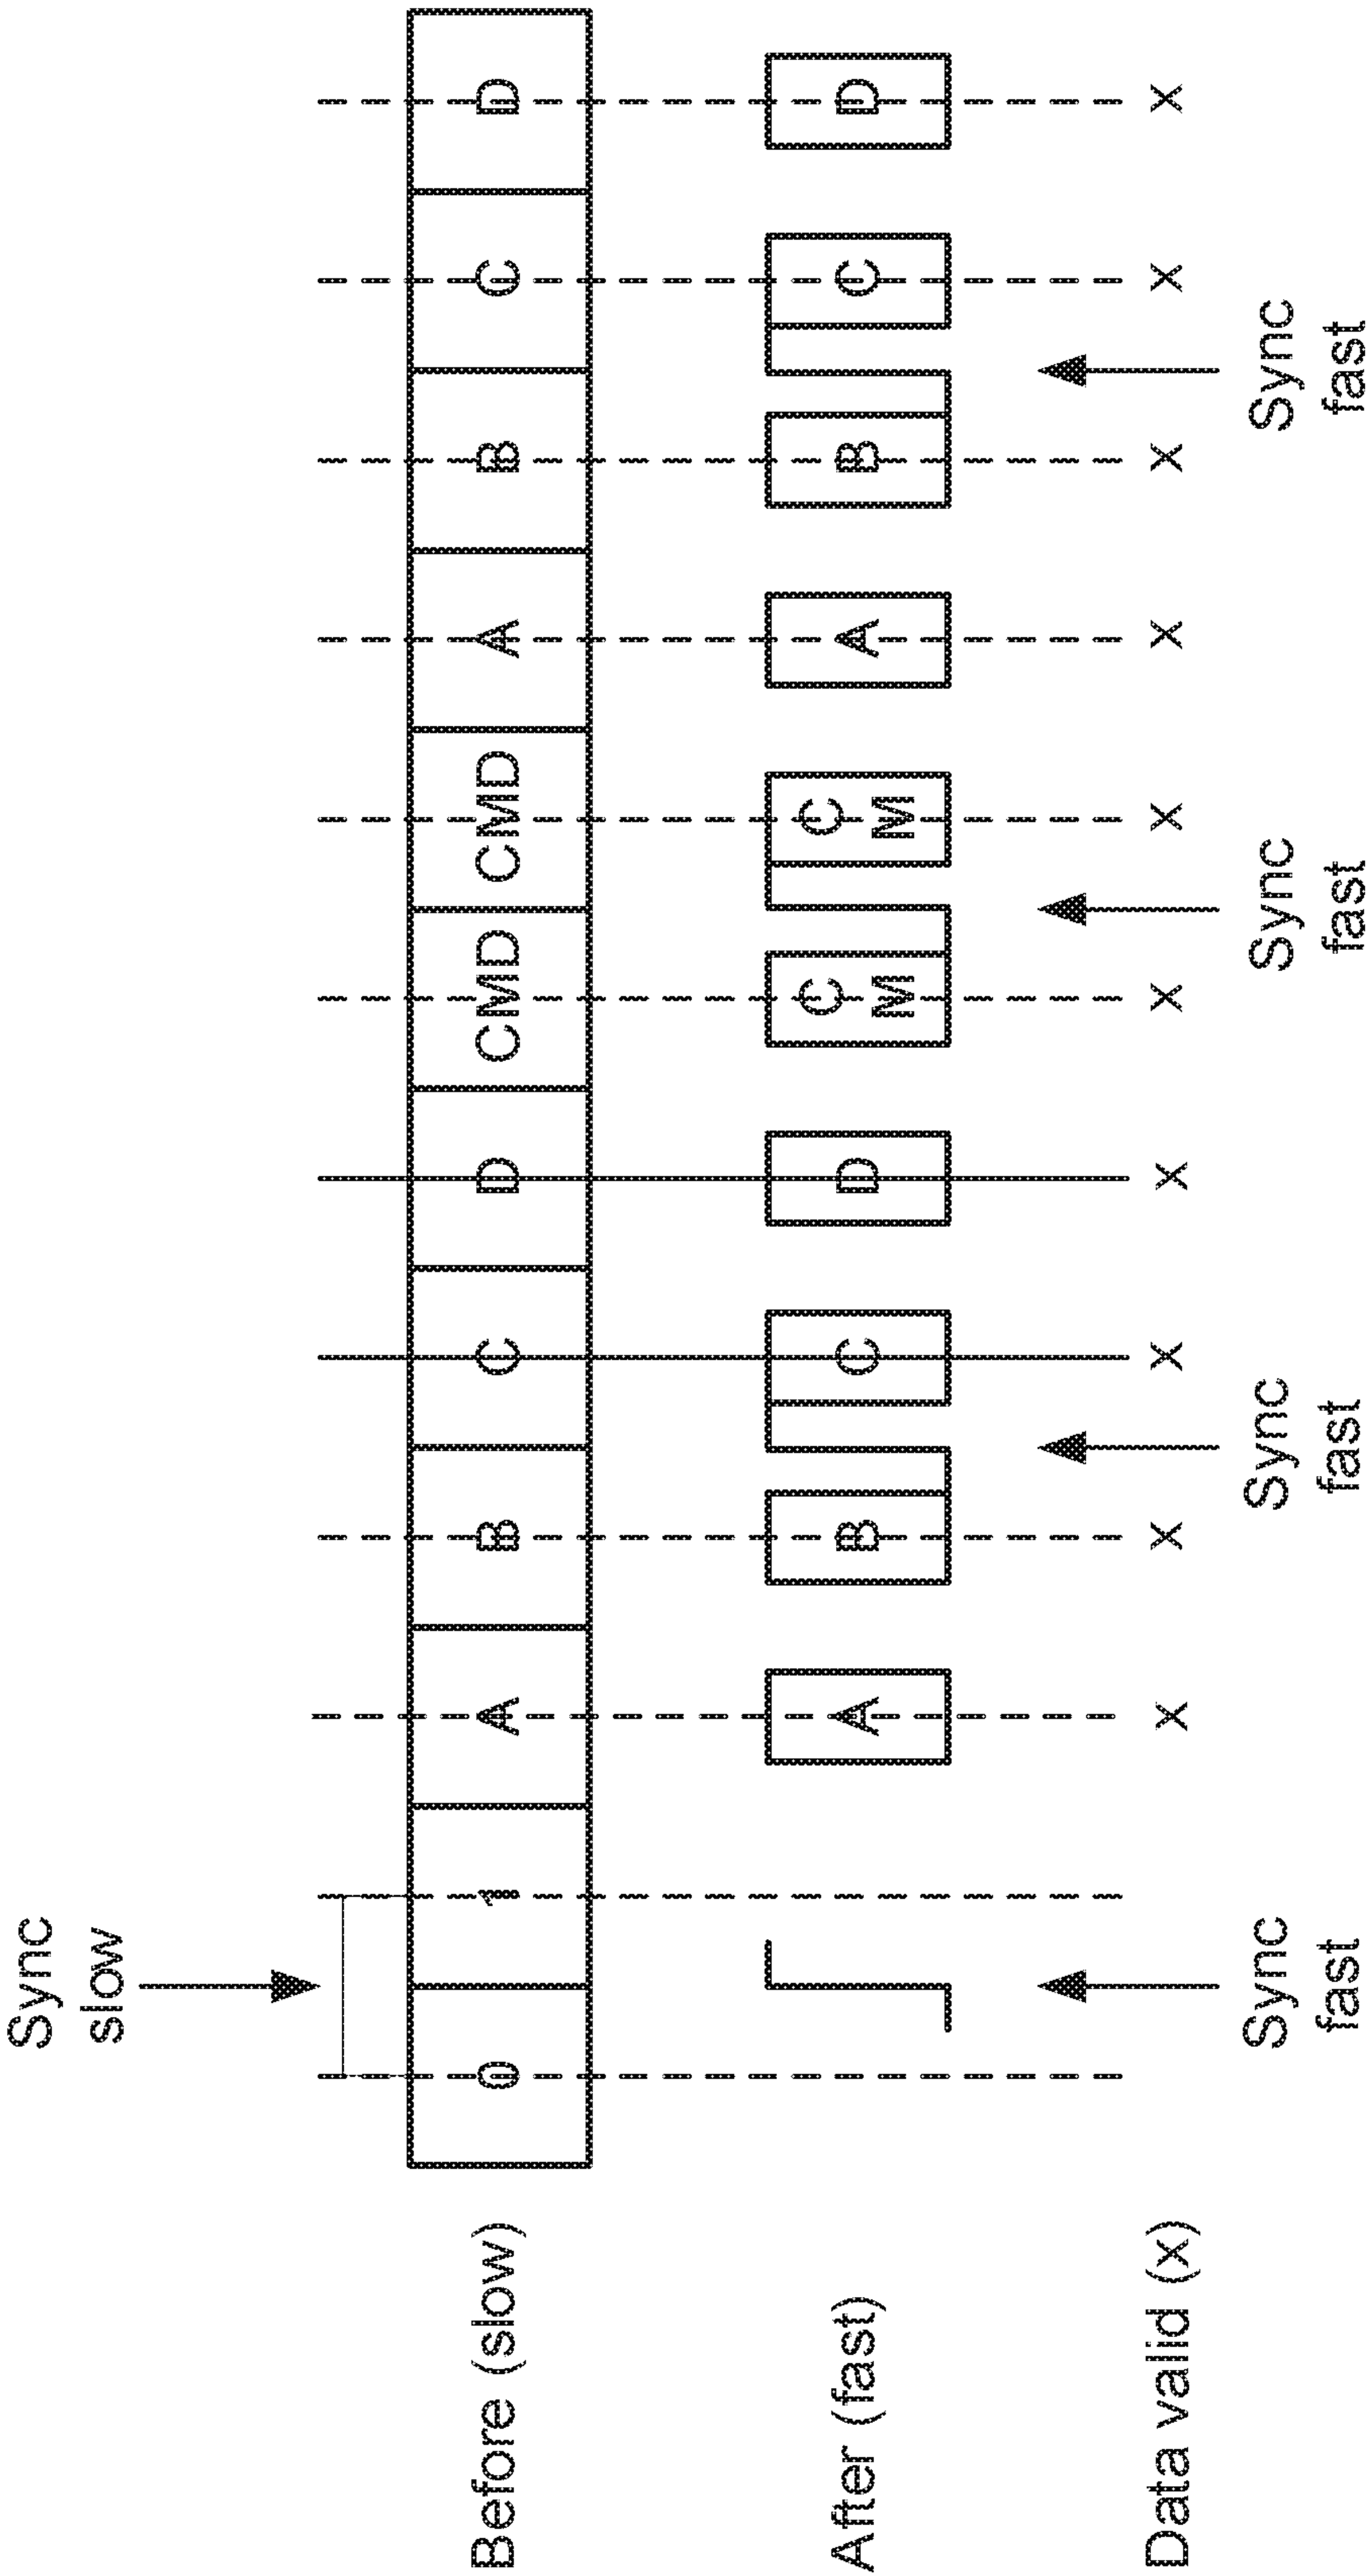 Sync
slow
Before (slow)
0 1 A B C D CMD CMD A B C D
After (fast)
A B C D C C A B C D
M M
Data valid (x)
x x x x x x x x x x
Sync Sync Sync Sync
fast fast fast fast